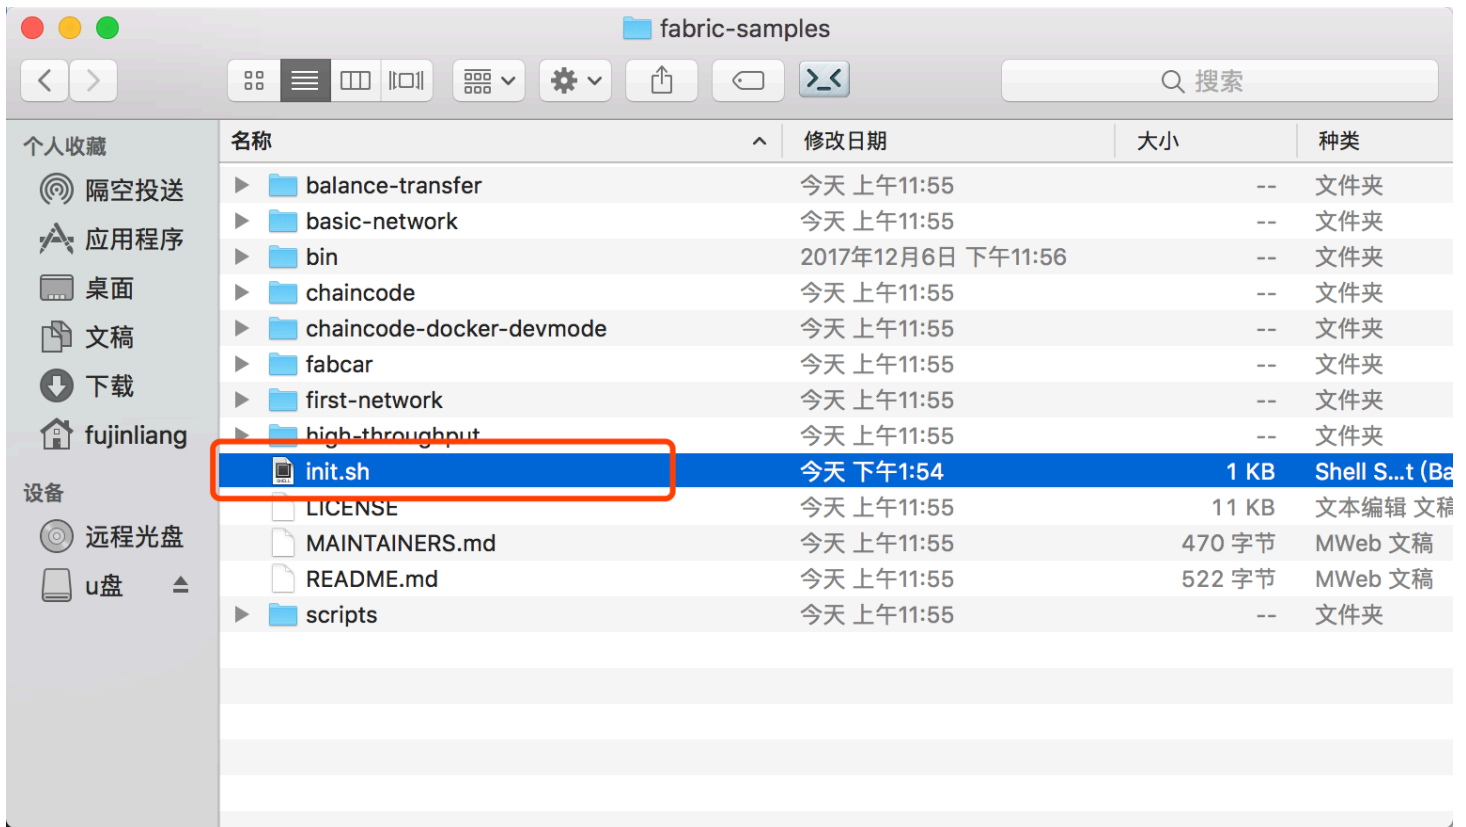 fabric-samples
搜索
个人收藏
隔空投送
应用程序
桌面
文稿
下载
fujinliang
设备
远程光盘
u盘
名称 修改日期 大小 种类
balance-transfer 今天 上午11:55 -- 文件夹
basic-network 今天 上午11:55 -- 文件夹
bin 2017年12月6日 下午11:56 -- 文件夹
chaincode 今天 上午11:55 -- 文件夹
chaincode-docker-devmode 今天 上午11:55 -- 文件夹
fabcar 今天 上午11:55 -- 文件夹
first-network 今天 上午11:55 -- 文件夹
high-throughput 今天 上午11:55 -- 文件夹
init.sh 今天 下午1:54 1 KB Shell S...t (Ba
LICENSE 今天 上午11:55 11 KB 文本编辑 文稿
MAINTAINERS.md 今天 上午11:55 470 字节 MWeb 文稿
README.md 今天 上午11:55 522 字节 MWeb 文稿
scripts 今天 上午11:55 -- 文件夹